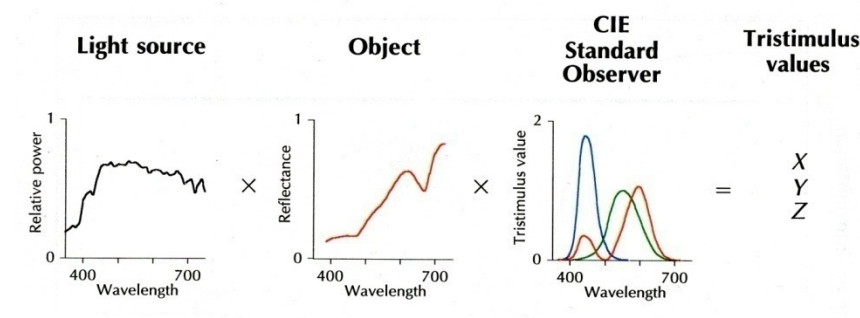 Light source
Object
CIE
Standard
Observer
Tristimulus
values
1
Relative power
0
400
700
Wavelength
×
1
Reflectance
0
400
700
Wavelength
×
2
Tristimulus value
1
0
400
700
Wavelength
=
X
Y
Z